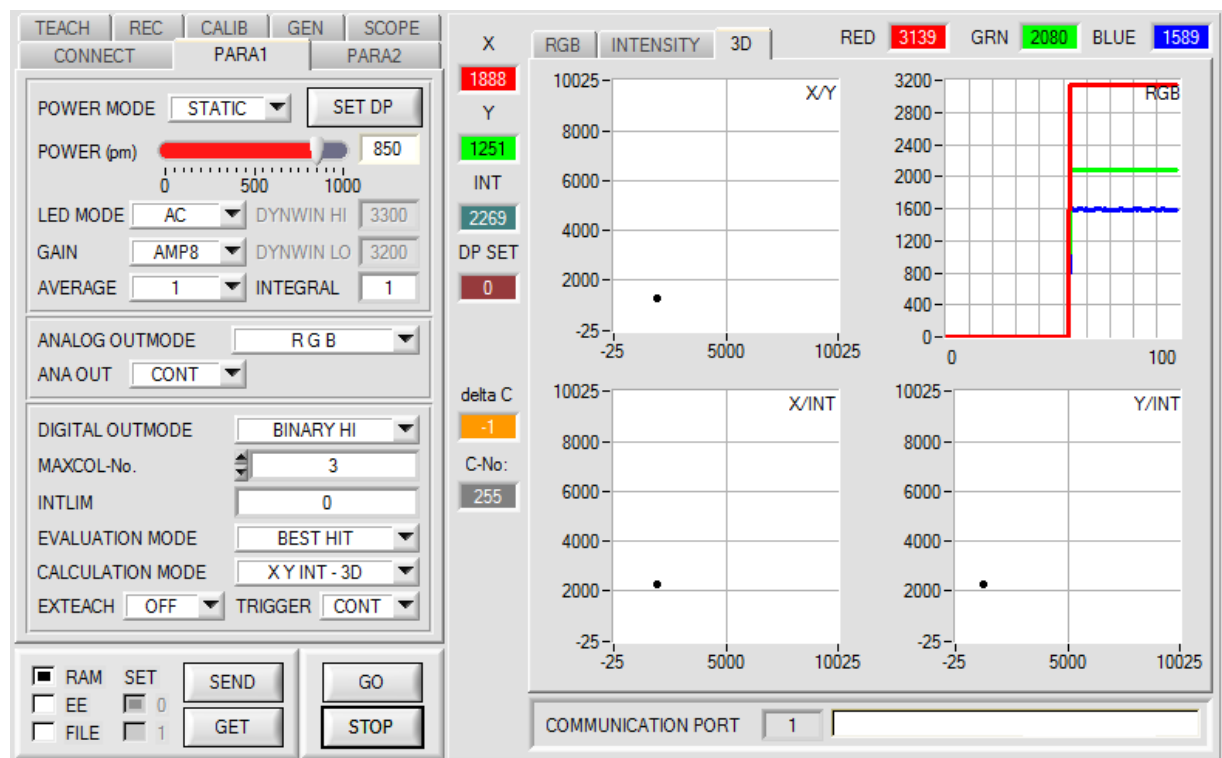 TEACH REC CALIB GEN SCOPE
CONNECT PARA1 PARA2
POWER MODE STATIC SET DP
POWER (pm) 850
0 500 1000
LED MODE AC DYNWIN HI 3300
GAIN AMP8 DYNWIN LO 3200
AVERAGE 1 INTEGRAL 1
ANALOG OUTMODE R G B
ANA OUT CONT
DIGITAL OUTMODE BINARY HI
MAXCOL-No. 3
INTLIM 0
EVALUATION MODE BEST HIT
CALCULATION MODE X Y INT - 3D
EXTEACH OFF TRIGGER CONT
RAM SET SEND GO
EE 0
FILE 1 GET STOP
X
1888
Y
1251
INT
2269
DP SET
0
delta C
-1
C-No:
255
RGB INTENSITY 3D RED 3139 GRN 2080 BLUE 1589
X/Y
10025
8000
6000
4000
2000
-25
-25 5000 10025
RGB
3200
2800
2400
2000
1600
1200
800
400
0
0 100
X/INT
10025
8000
6000
4000
2000
-25
-25 5000 10025
Y/INT
10025
8000
6000
4000
2000
-25
-25 5000 10025
COMMUNICATION PORT 1